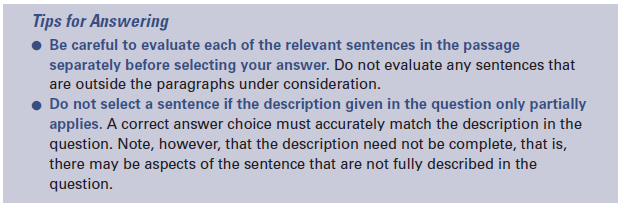 Tips for Answering
● Be careful to evaluate each of the relevant sentences in the passage
separately before selecting your answer. Do not evaluate any sentences that
are outside the paragraphs under consideration.
● Do not select a sentence if the description given in the question only partially
applies. A correct answer choice must accurately match the description in the
question. Note, however, that the description need not be complete, that is,
there may be aspects of the sentence that are not fully described in the
question.